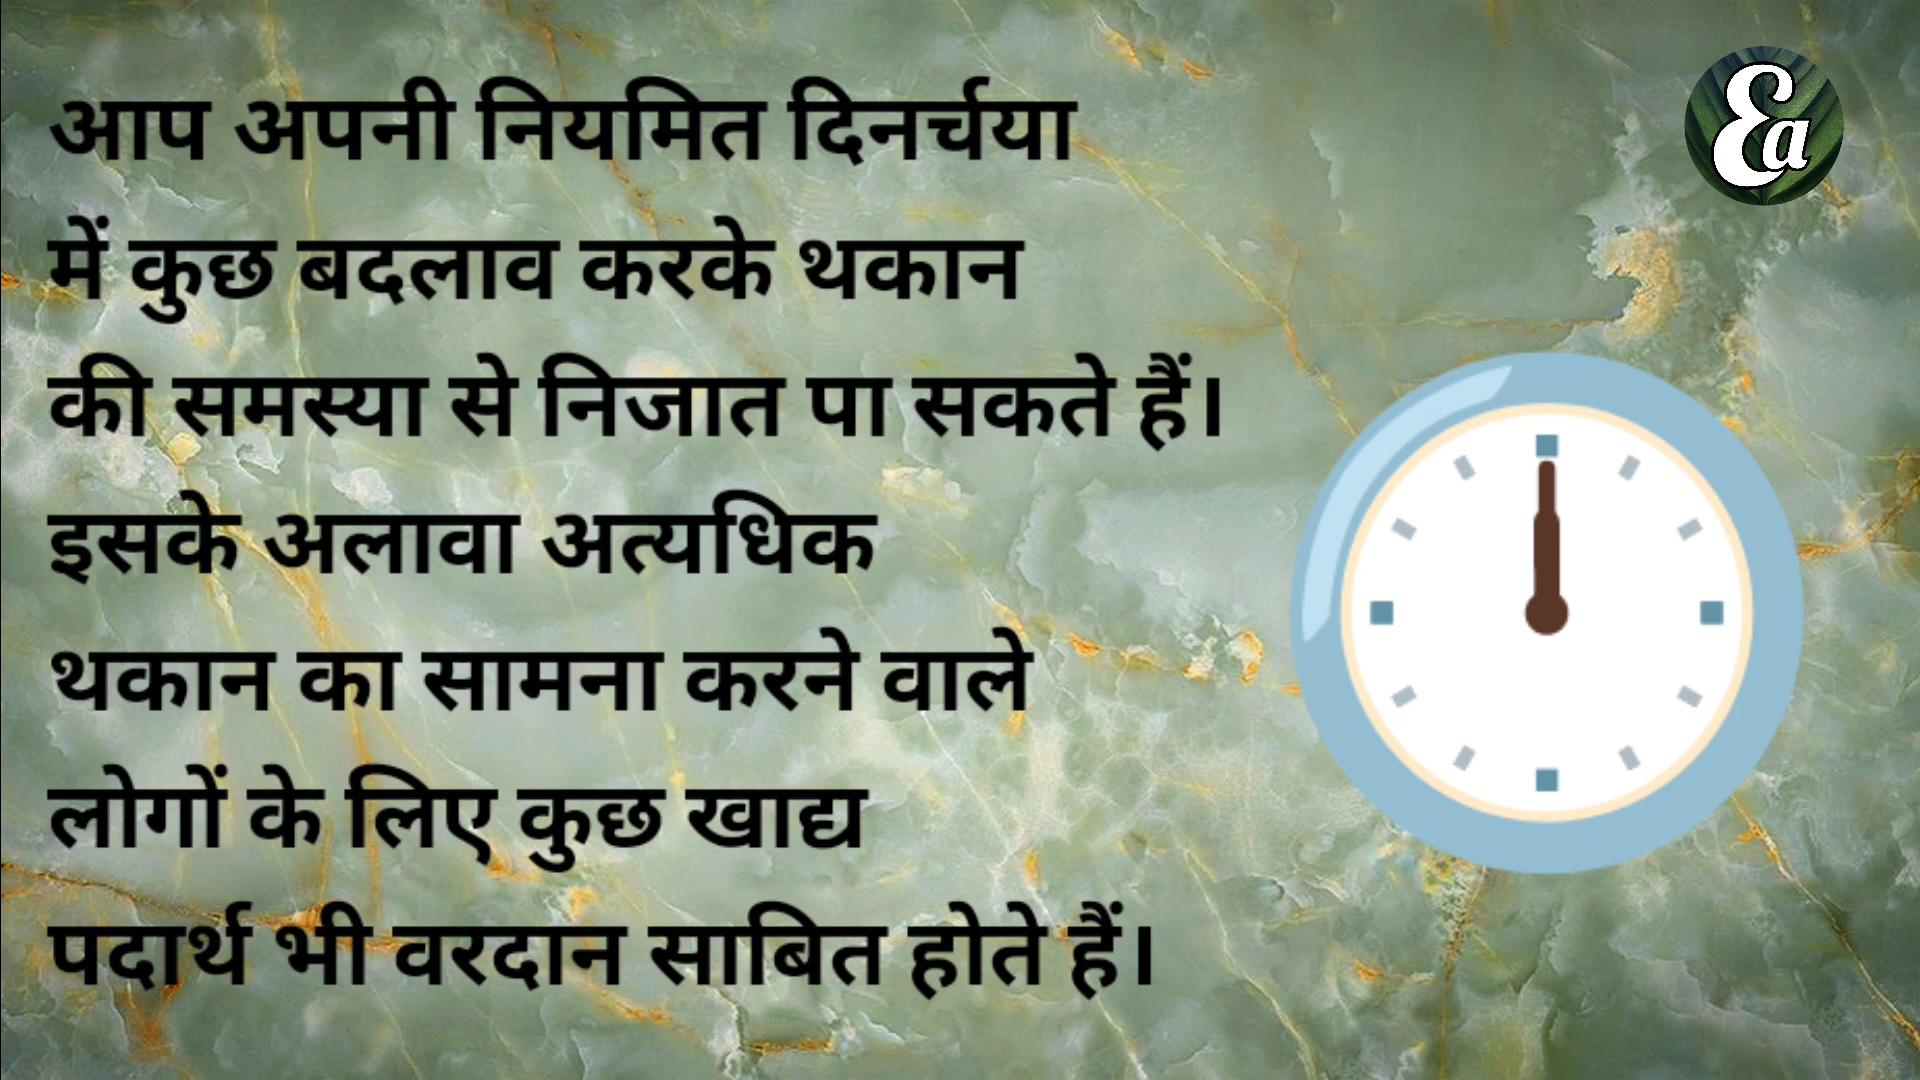 आप अपनी नियमित दिनर्चया
में कुछ बदलाव करके थकान
की समस्या से निजात पा सकते हैं।
इसके अलावा अत्यधिक
थकान का सामना करने वाले
लोगों के लिए कुछ खाद्य
पदार्थ भी वरदान साबित होते हैं।
Ea